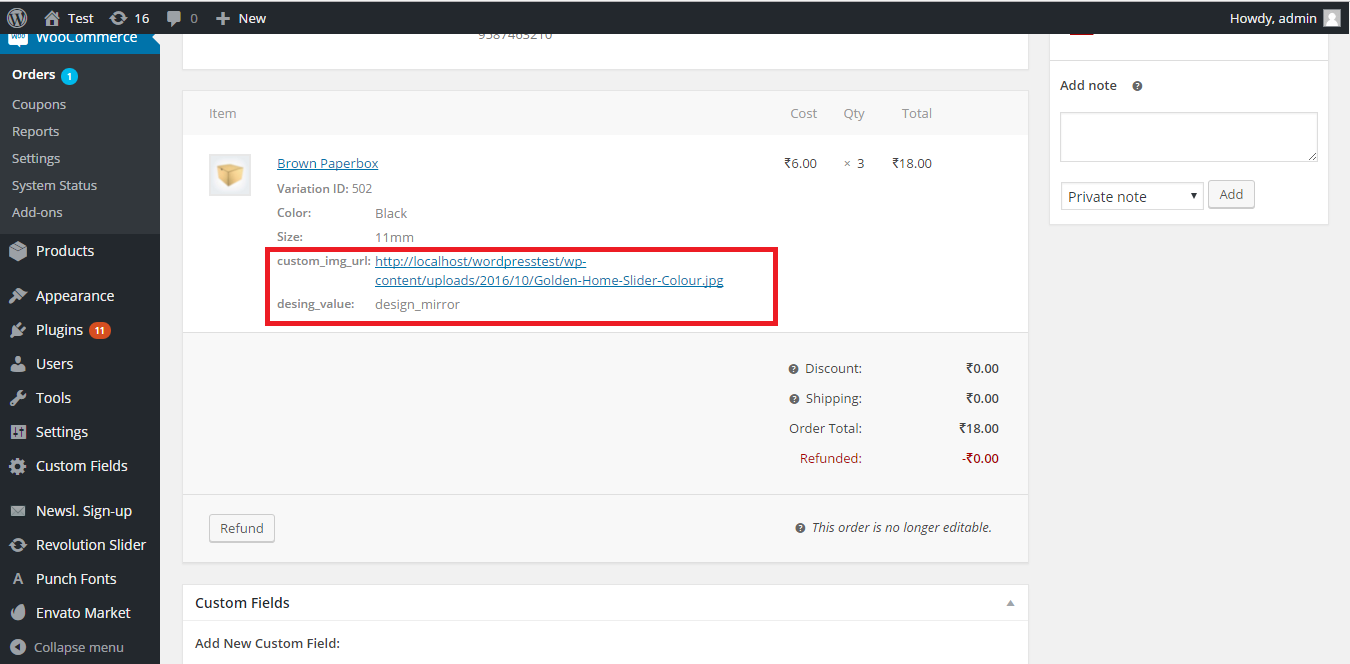 Test 16 0 New Howdy, admin
WooCommerce
Orders 1
Coupons
Reports
Settings
System Status
Add-ons
Products
Appearance
Plugins 11
Users
Tools
Settings
Custom Fields
Newsl. Sign-up
Revolution Slider
Punch Fonts
Envato Market
Collapse menu
9587463210
Item Cost Qty Total
Brown Paperbox ₹6.00 × 3 ₹18.00
Variation ID: 502
Color: Black
Size: 11mm
custom_img_url: http://localhost/wordpresstest/wp-
content/uploads/2016/10/Golden-Home-Slider-Colour.jpg
desing_value: design_mirror
Discount: ₹0.00
Shipping: ₹0.00
Order Total: ₹18.00
Refunded: -₹0.00
Refund This order is no longer editable.
Custom Fields
Add New Custom Field:
Add note
Private note Add